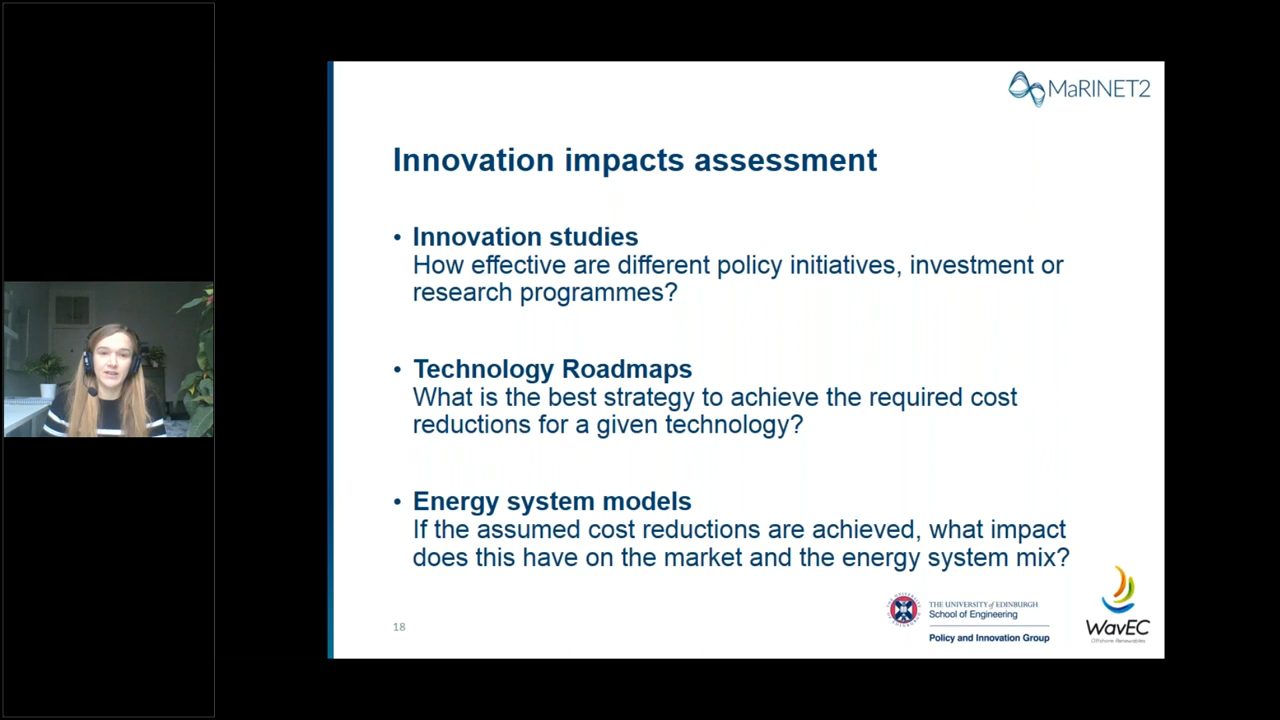 MaRINET2
Innovation impacts assessment
• Innovation studies
How effective are different policy initiatives, investment or
research programmes?
• Technology Roadmaps
What is the best strategy to achieve the required cost
reductions for a given technology?
• Energy system models
If the assumed cost reductions are achieved, what impact
does this have on the market and the energy system mix?
18
THE UNIVERSITY of EDINBURGH
School of Engineering
Policy and Innovation Group
WavEC
Offshore Renewables